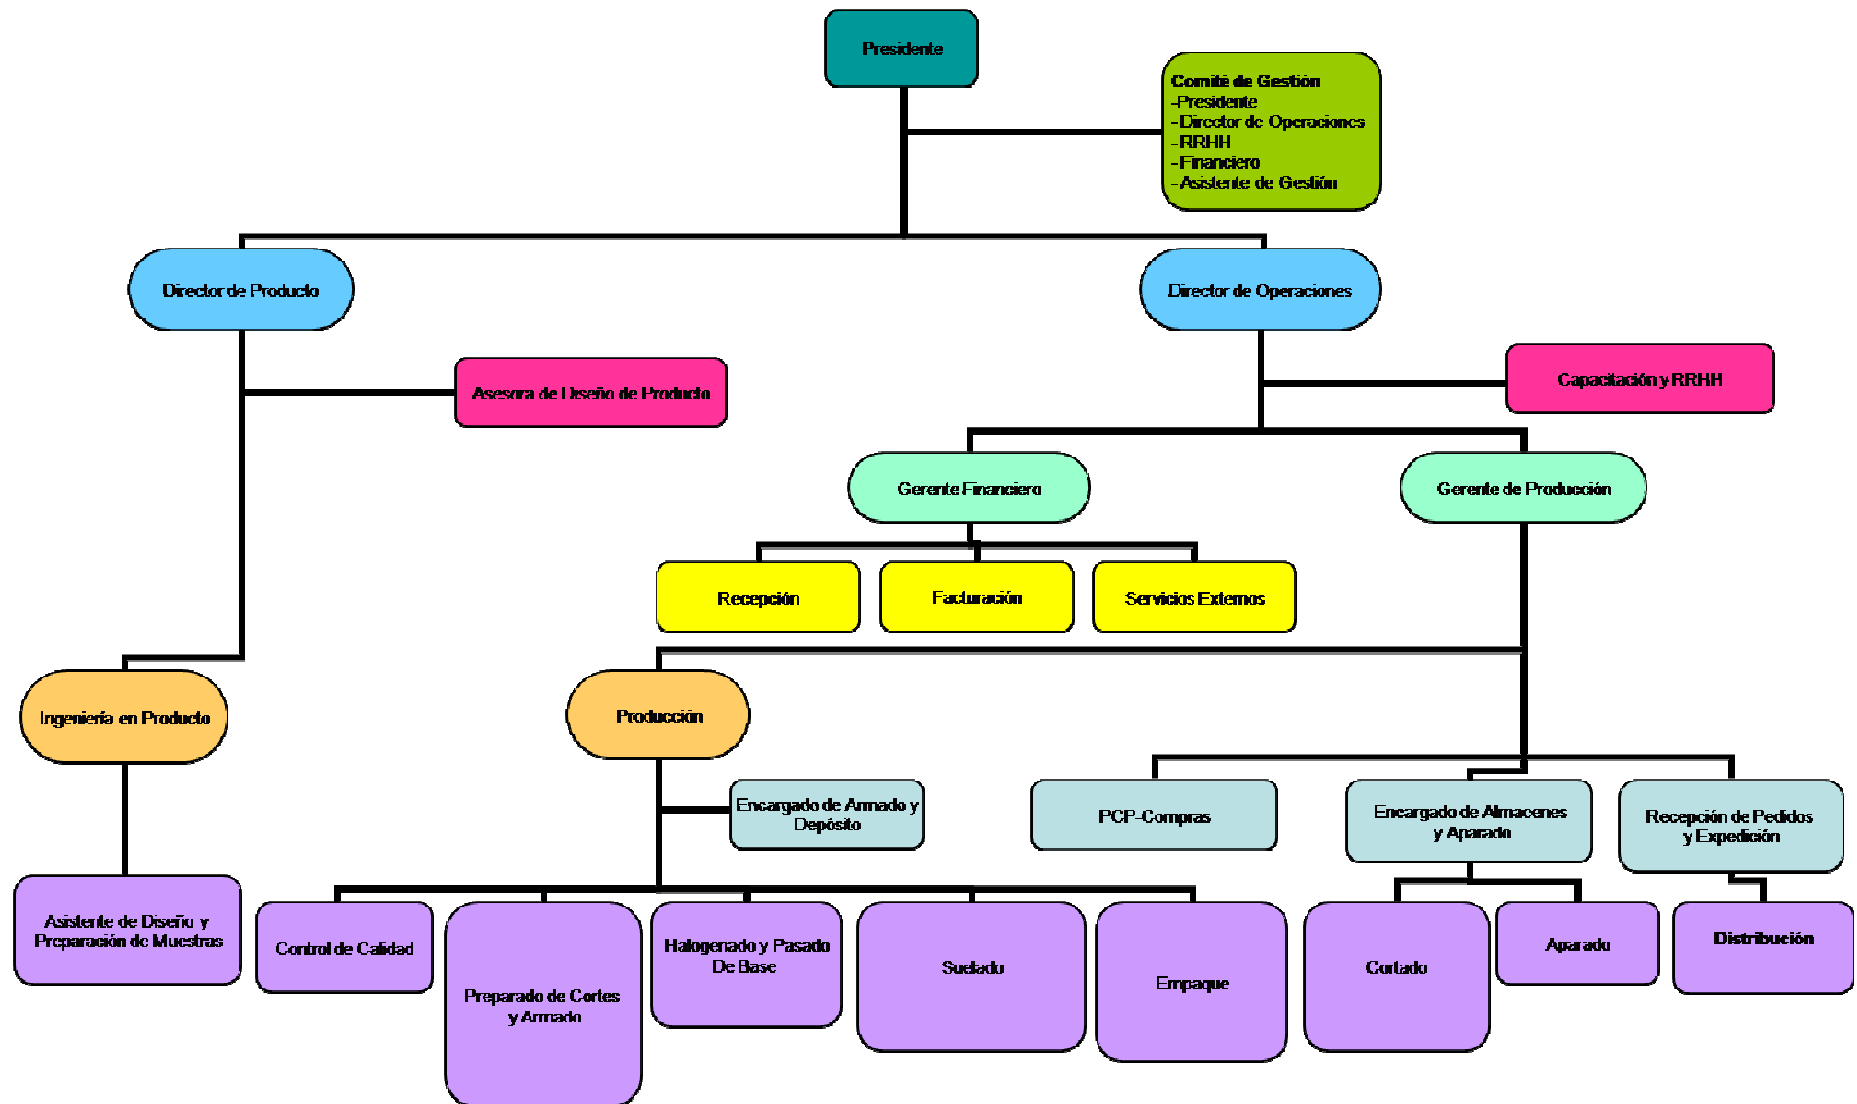 Presidente
Comité de Gestión
-Presidente
-Director de Operaciones
-RRHH
-Financiero
-Asistente de Gestión
Director de Producto
Director de Operaciones
Asesora de Diseño de Producto
Capacitación y RRHH
Gerente Financiero
Gerente de Producción
Recepción
Facturación
Servicios Externos
Ingeniería en Producto
Producción
Encargado de Armado y
Depósito
PCP-Compras
Encargado de Almacenes
y Aparado
Recepción de Pedidos
y Expedición
Asistente de Diseño y
Preparación de Muestras
Control de Calidad
Preparado de Cortes
y Armado
Halogenado y Pasado
De Base
Suelado
Empaque
Cortado
Aparado
Distribución